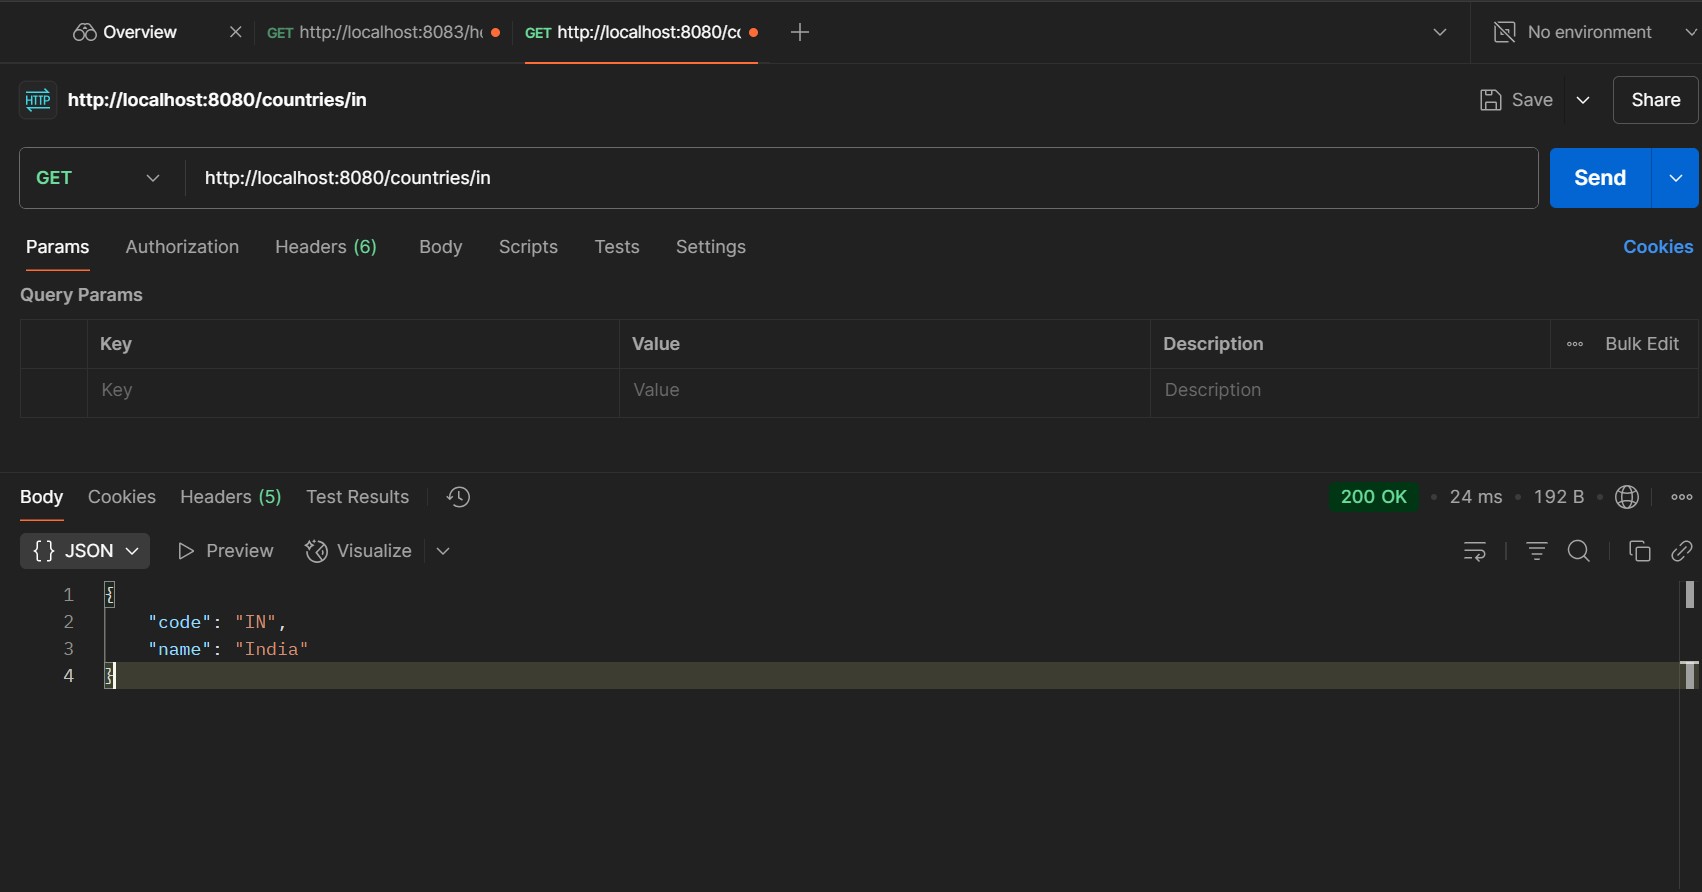 Overview GET http://localhost:8083/h GET http://localhost:8080/c No environment
HTTP http://localhost:8080/countries/in Save Share
GET http://localhost:8080/countries/in Send
Params Authorization Headers (6) Body Scripts Tests Settings Cookies
Query Params
Key Value Description Bulk Edit
Key Value Description
Body Cookies Headers (5) Test Results 200 OK • 24 ms • 192 B •
{} JSON Preview Visualize
1 {
2 "code": "IN",
3 "name": "India"
4 }